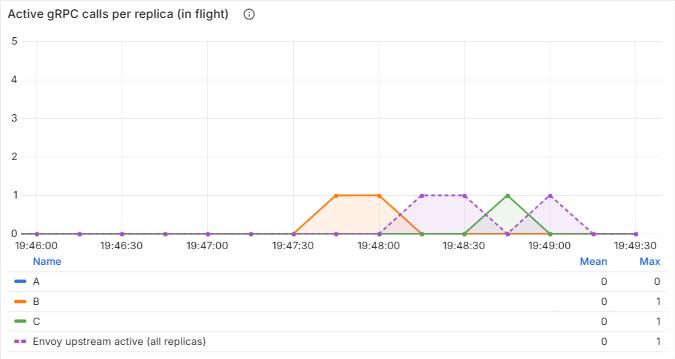 Active gRPC calls per replica (in flight)
5
4
3
2
1
0
19:46:00 19:46:30 19:47:00 19:47:30 19:48:00 19:48:30 19:49:00 19:49:30
Name Mean Max
A 0 0
B 0 1
C 0 1
Envoy upstream active (all replicas) 0 1